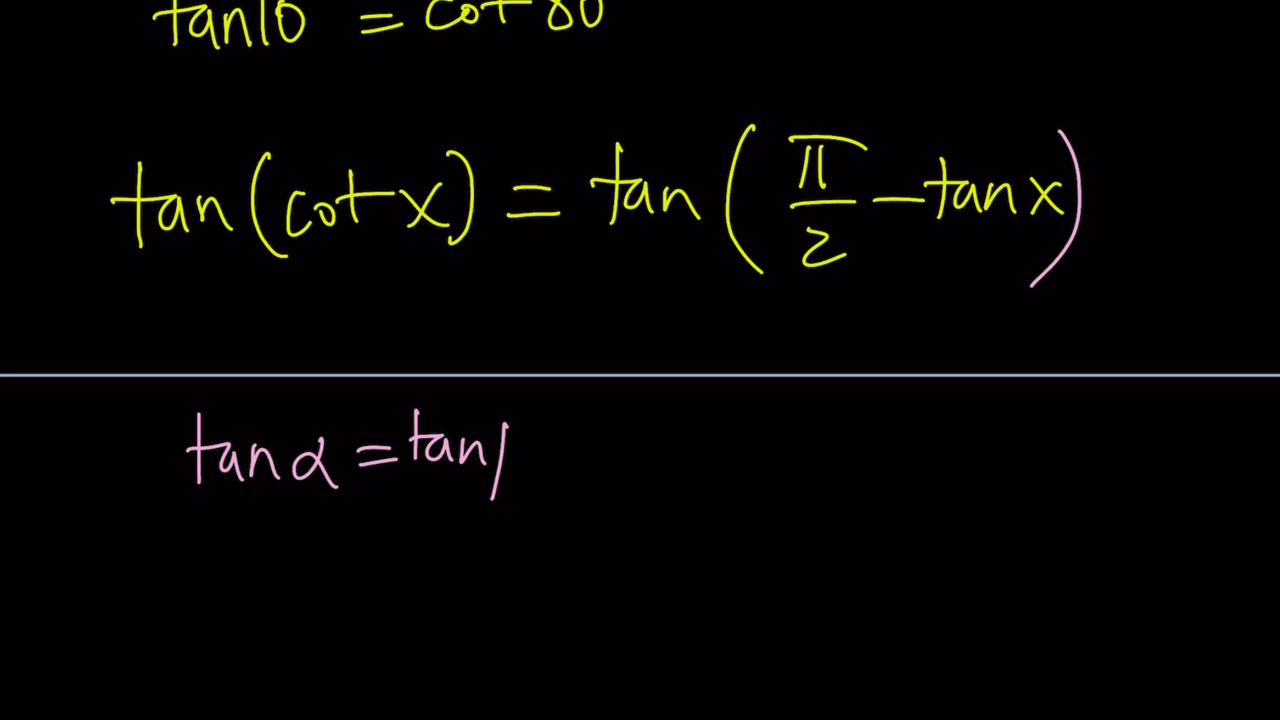 tan10 = cot 80
tan(cot x) = tan(π/2 - tan x)
tan α = tan